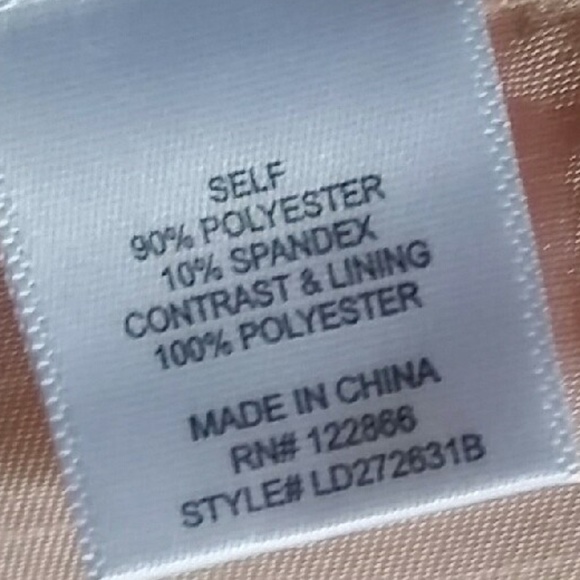 SELF
90% POLYESTER
10% SPANDEX
CONTRAST & LINING
100% POLYESTER
MADE IN CHINA
RN# 122866
STYLE# LD272631B